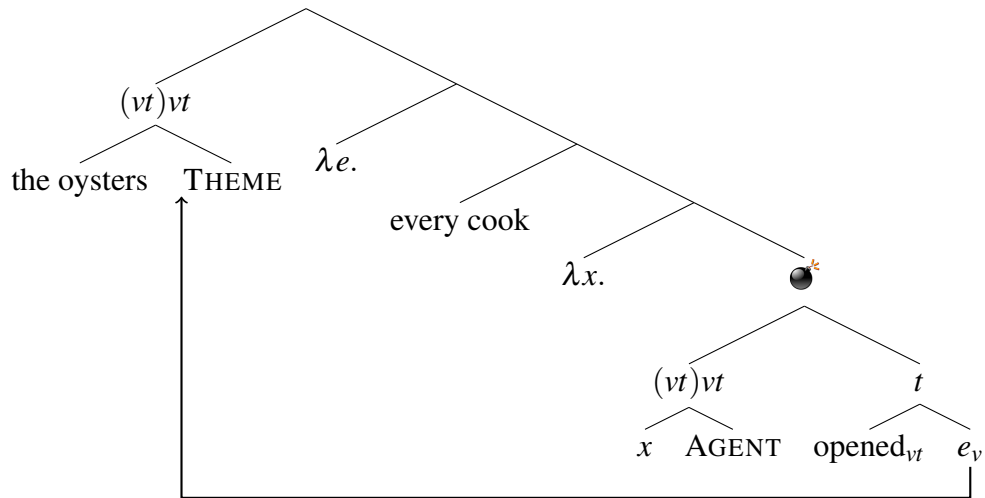 (vt)vt
the oysters THEME
λe.
every cook
λx.
(vt)vt t
x AGENT opened_vt e_v